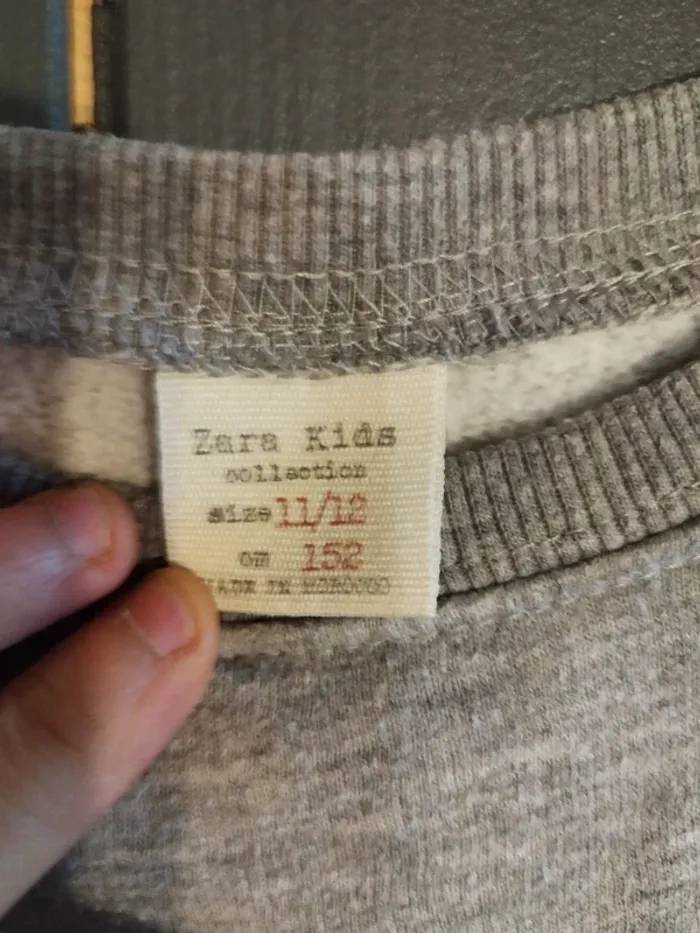 Zara Kids
collection
size 11/12
cm 152
MADE IN MOROCCO